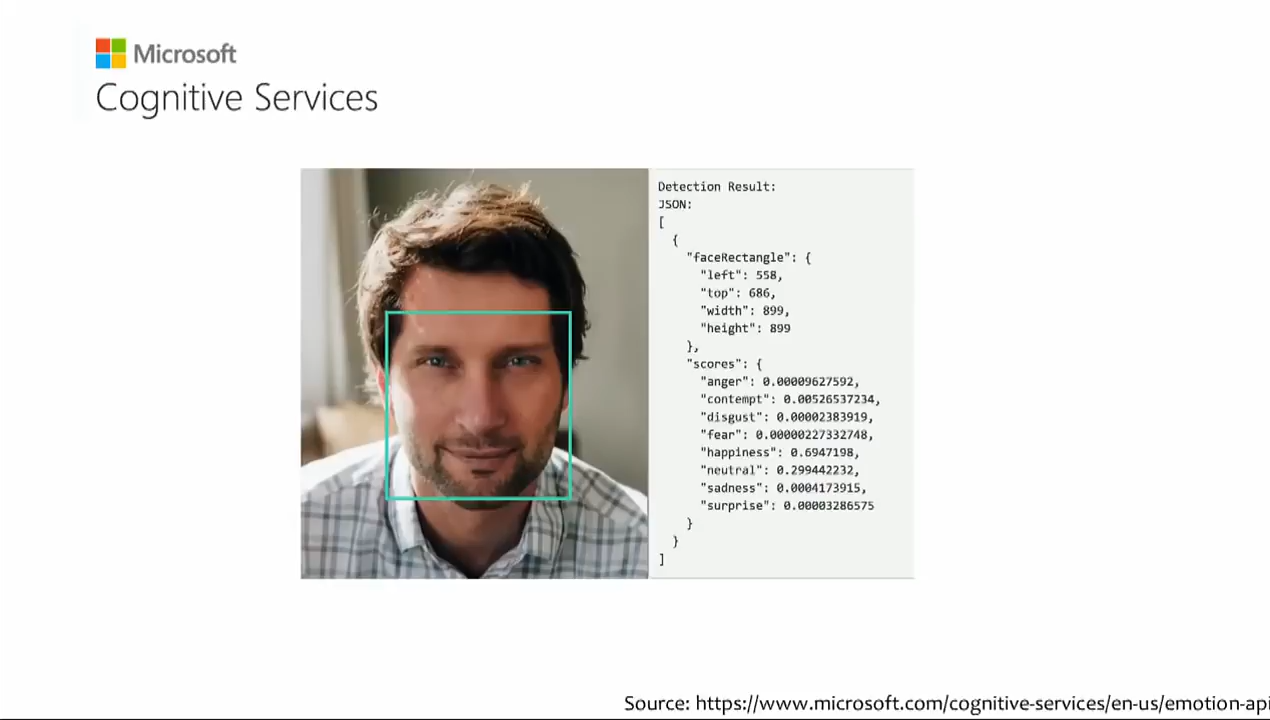 Microsoft
Cognitive Services
Detection Result:
JSON:
[
{
"faceRectangle": {
"left": 558,
"top": 686,
"width": 899,
"height": 899
},
"scores": {
"anger": 0.00009627592,
"contempt": 0.00526537234,
"disgust": 0.00002383919,
"fear": 0.00000227332748,
"happiness": 0.6947198,
"neutral": 0.299442232,
"sadness": 0.0004173915,
"surprise": 0.00003286575
}
}
]
Source: https://www.microsoft.com/cognitive-services/en-us/emotion-api